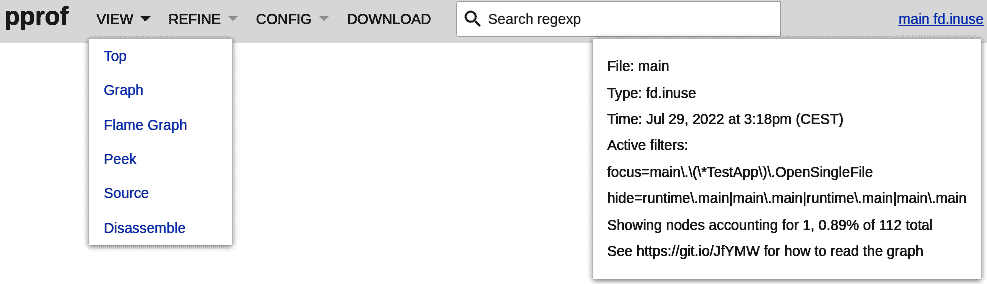 pprof VIEW REFINE CONFIG DOWNLOAD Search regexp main fd.inuse
Top
Graph
Flame Graph
Peek
Source
Disassemble
File: main
Type: fd.inuse
Time: Jul 29, 2022 at 3:18pm (CEST)
Active filters:
focus=main\.\(\*TestApp\)\.OpenSingleFile
hide=runtime\.main|main\.main|runtime\.main|main\.main
Showing nodes accounting for 1, 0.89% of 112 total
See https://git.io/JfYMW for how to read the graph